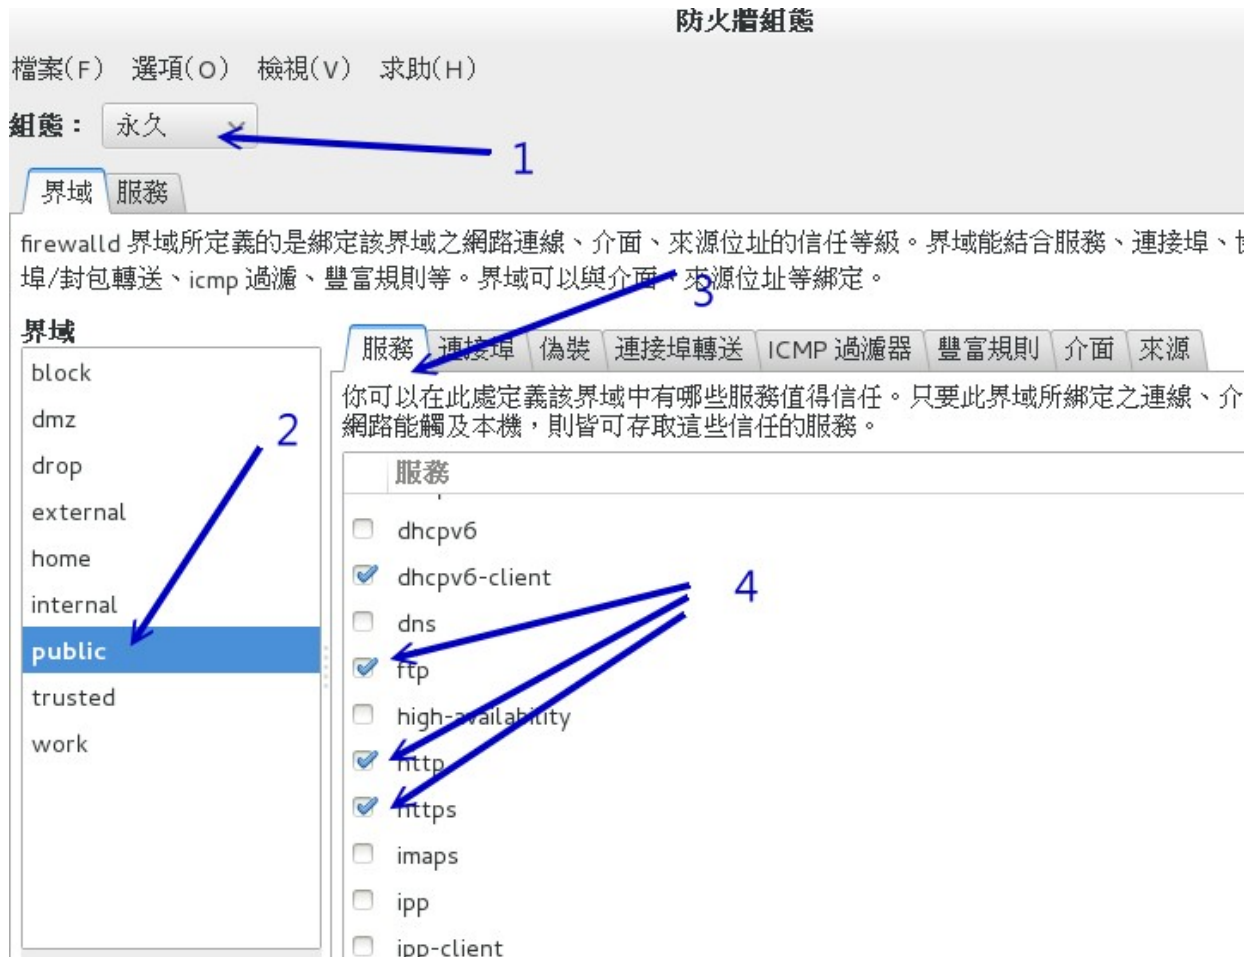 防火牆組態
檔案(F) 選項(O) 檢視(V) 求助(H)
組態： 永久
1
界域 服務
firewalld 界域所定義的是綁定該界域之網路連線、介面、來源位址的信任等級。界域能結合服務、連接埠、
埠/封包轉送、icmp 過濾、豐富規則等。界域可以與介面、來源位址等綁定。
3
界域
block
dmz
drop
external
home
internal
public
trusted
work
2
服務 連接埠 偽裝 連接埠轉送 ICMP 過濾器 豐富規則 介面 來源
你可以在此處定義該界域中有哪些服務值得信任。只要此界域所綁定之連線、介
網路能觸及本機，則皆可存取這些信任的服務。
服務
dhcpv6
dhcpv6-client
dns
ftp
high-availability
http
https
imaps
ipp
ipp-client
4